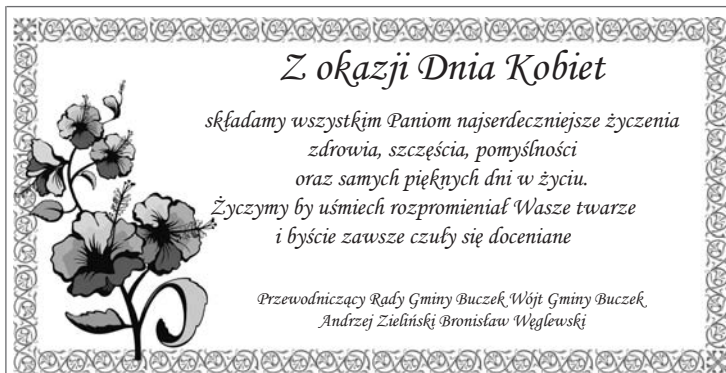 Z okazji Dnia Kobiet
składamy wszystkim Paniom najserdeczniejsze życzenia
zdrowia, szczęścia, pomyślności
oraz samych pięknych dni w życiu.
Życzymy by uśmiech rozpromieniał Wasze twarze
i byście zawsze czuły się doceniane
Przewodniczący Rady Gminy Buczek Wójt Gminy Buczek
Andrzej Zieliński Bronisław Węglewski